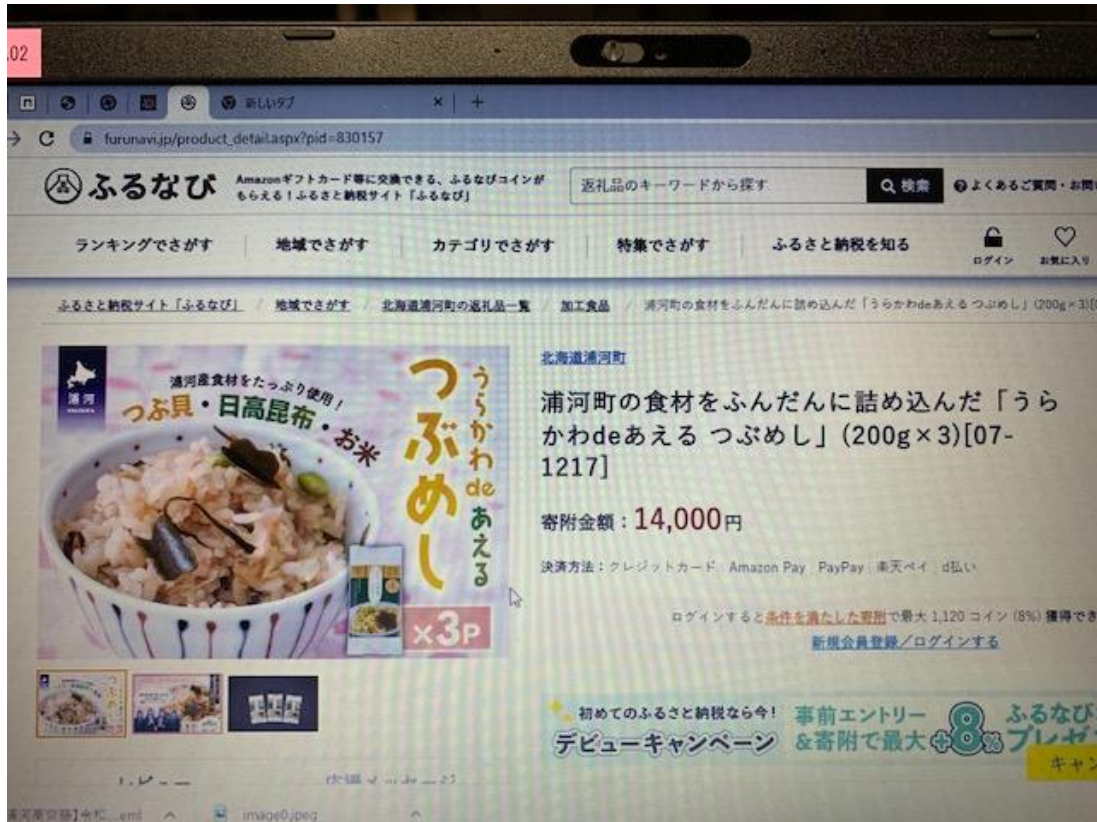 .02
新しいタブ
furunavi.jp/product_detail.aspx?pid=830157
ふるなび
Amazonギフトカード等に交換できる、ふるなびコインが
もらえる！ふるさと納税サイト「ふるなび」
返礼品のキーワードから探す
検索
よくあるご質問・お問
ランキングでさがす
地域でさがす
カテゴリでさがす
特集でさがす
ふるさと納税を知る
ログイン
お気に入り
ふるさと納税サイト「ふるなび」 / 地域でさがす / 北海道浦河町の返礼品一覧 / 加工食品 / 浦河町の食材をふんだんに詰め込んだ「うらかわdeあえる つぶめし」(200g×3)[0
浦河
浦河産食材をたっぷり使用！
つぶ貝・日高昆布・お米
うらかわdeあえる
つぶめし
×3P
北海道浦河町
浦河町の食材をふんだんに詰め込んだ「うら
かわdeあえる つぶめし」(200g×3)[07-
1217]
寄附金額：14,000円
決済方法：クレジットカード Amazon Pay PayPay 楽天ペイ d払い
ログインすると条件を満たした寄附で最大 1,120 コイン (8%) 獲得でき
新規会員登録／ログインする
初めてのふるさと納税なら今！
デビューキャンペーン
事前エントリー
&寄附で最大+8%
ふるなび
プレゼ
キャン
image0.jpeg